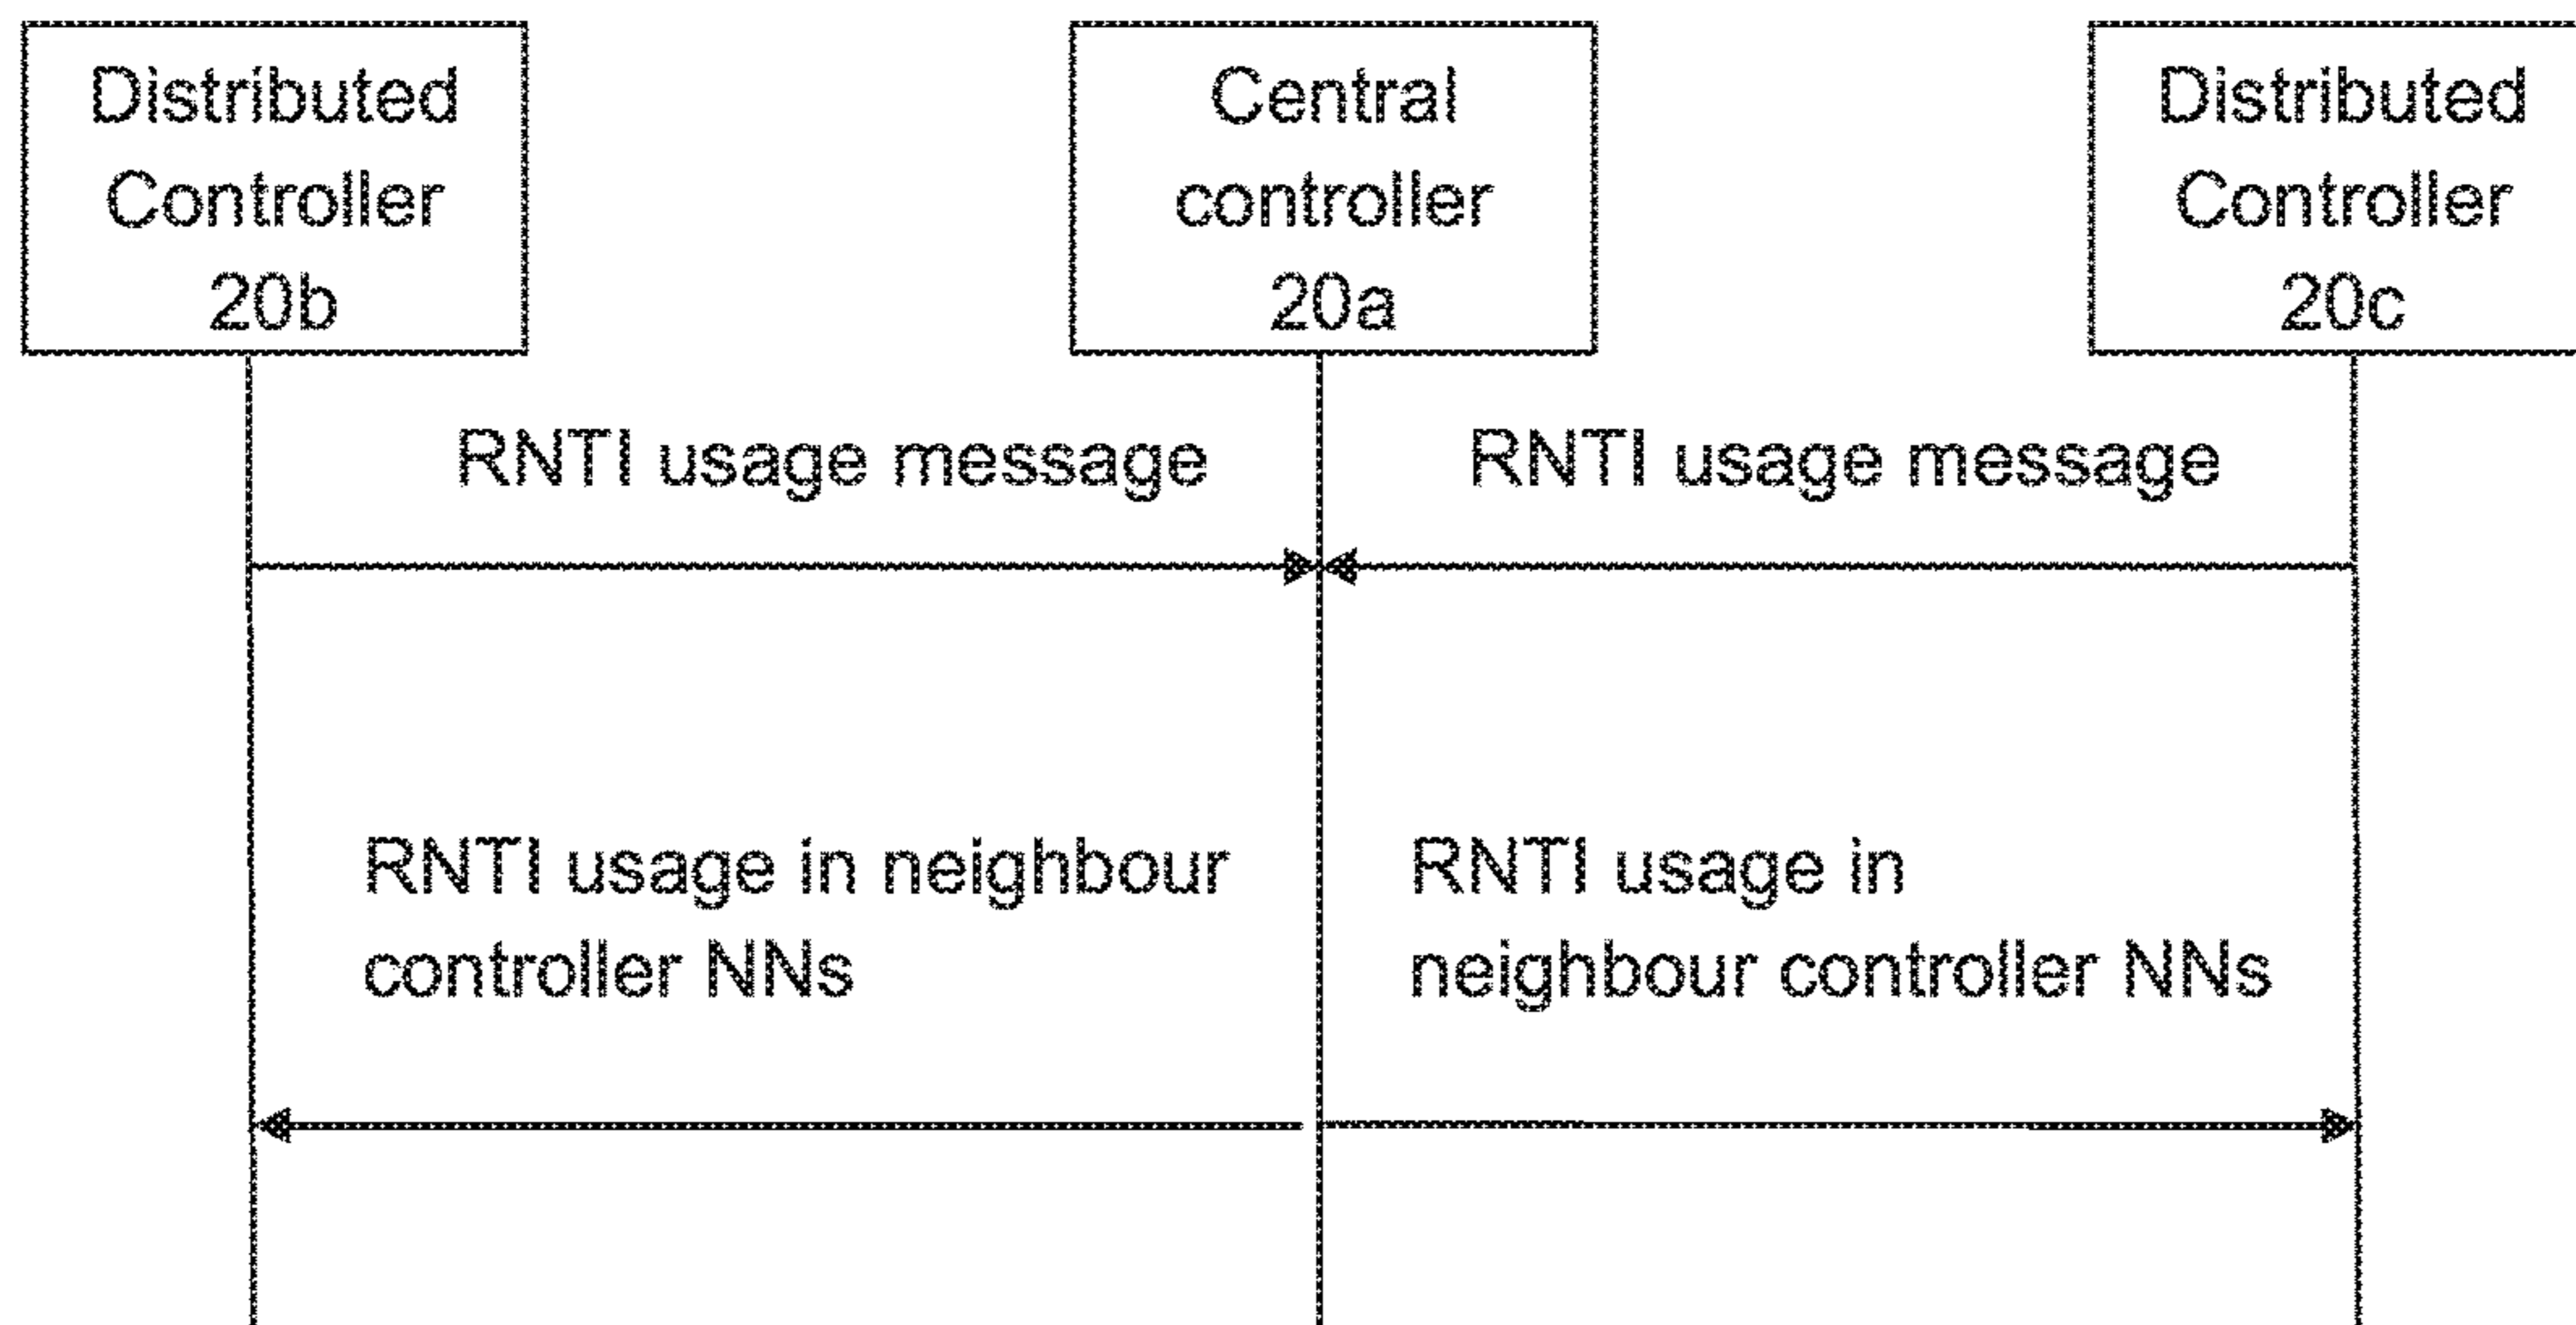 Distributed
Controller
20b
Central
controller
20a
Distributed
Controller
20c
RNTI usage message
RNTI usage message
RNTI usage in neighbour
controller NNs
RNTI usage in
neighbour controller NNs